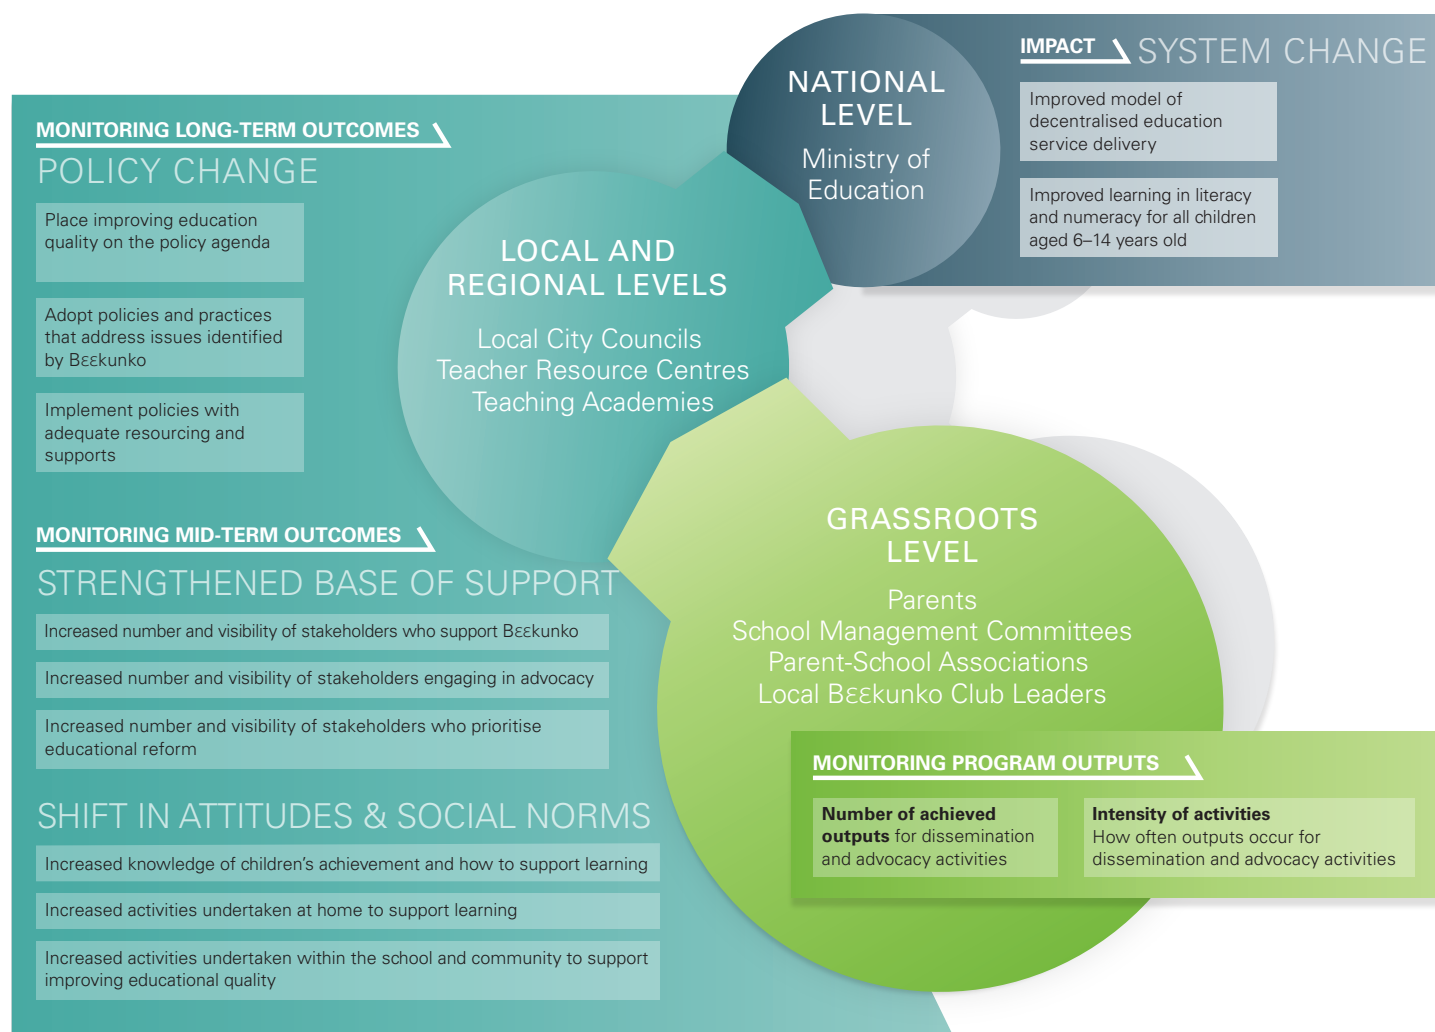 NATIONAL
LEVEL
Ministry of
Education
IMPACT
SYSTEM CHANGE
Improved model of
decentralised education
service delivery
Improved learning in literacy
and numeracy for all children
aged 6–14 years old
MONITORING LONG-TERM OUTCOMES
POLICY CHANGE
Place improving education
quality on the policy agenda
Adopt policies and practices
that address issues identified
by Bɛɛkunko
Implement policies with
adequate resourcing and
supports
LOCAL AND
REGIONAL LEVELS
Local City Councils
Teacher Resource Centres
Teaching Academies
MONITORING MID-TERM OUTCOMES
STRENGTHENED BASE OF SUPPORT
Increased number and visibility of stakeholders who support Bɛɛkunko
Increased number and visibility of stakeholders engaging in advocacy
Increased number and visibility of stakeholders who prioritise
educational reform
SHIFT IN ATTITUDES & SOCIAL NORMS
Increased knowledge of children’s achievement and how to support learning
Increased activities undertaken at home to support learning
Increased activities undertaken within the school and community to support
improving educational quality
GRASSROOTS
LEVEL
Parents
School Management Committees
Parent-School Associations
Local Bɛɛkunko Club Leaders
MONITORING PROGRAM OUTPUTS
Number of achieved
outputs for dissemination
and advocacy activities
Intensity of activities
How often outputs occur for
dissemination and advocacy activities